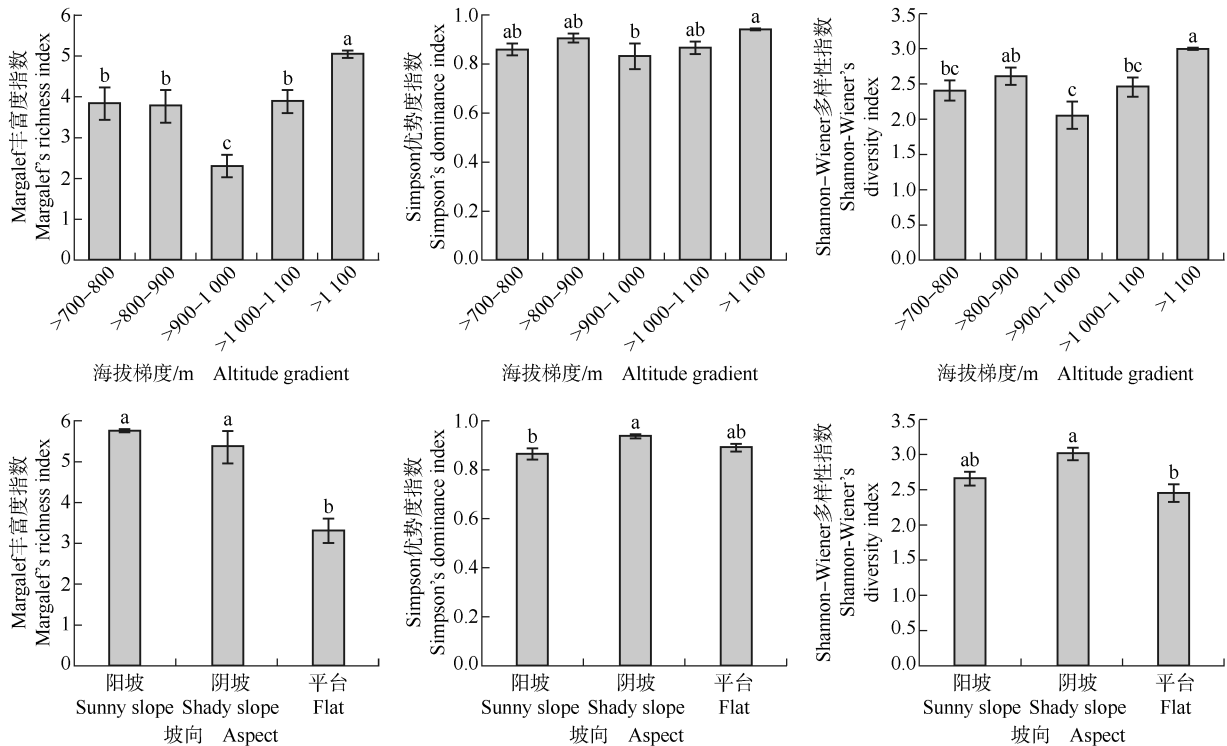 Margalef丰富度指数
Margalef's richness index
6
5
4
3
2
1
0
b
b
c
b
a
>700–800
>800–900
>900–1 000
>1 000–1 100
>1 100
海拔梯度/m Altitude gradient
Simpson优势度指数
Simpson's dominance index
1.0
0.8
0.6
0.4
0.2
0.0
ab
ab
b
ab
a
>700–800
>800–900
>900–1 000
>1 000–1 100
>1 100
海拔梯度/m Altitude gradient
Shannon–Wiener多样性指数
Shannon-Wiener's
diversity index
3.5
3.0
2.5
2.0
1.5
1.0
0.5
0.0
bc
ab
c
bc
a
>700–800
>800–900
>900–1 000
>1 000–1 100
>1 100
海拔梯度/m Altitude gradient
Margalef丰富度指数
Margalef's richness index
6
5
4
3
2
1
0
a
a
b
阳坡 阴坡 平台
Sunny slope Shady slope Flat
坡向 Aspect
Simpson优势度指数
Simpson's dominance index
1.0
0.8
0.6
0.4
0.2
0.0
b
a
ab
阳坡 阴坡 平台
Sunny slope Shady slope Flat
坡向 Aspect
Shannon–Wiener多样性指数
Shannon-Wiener's
diversity index
3.5
3.0
2.5
2.0
1.5
1.0
0.5
0.0
ab
a
b
阳坡 阴坡 平台
Sunny slope Shady slope Flat
坡向 Aspect